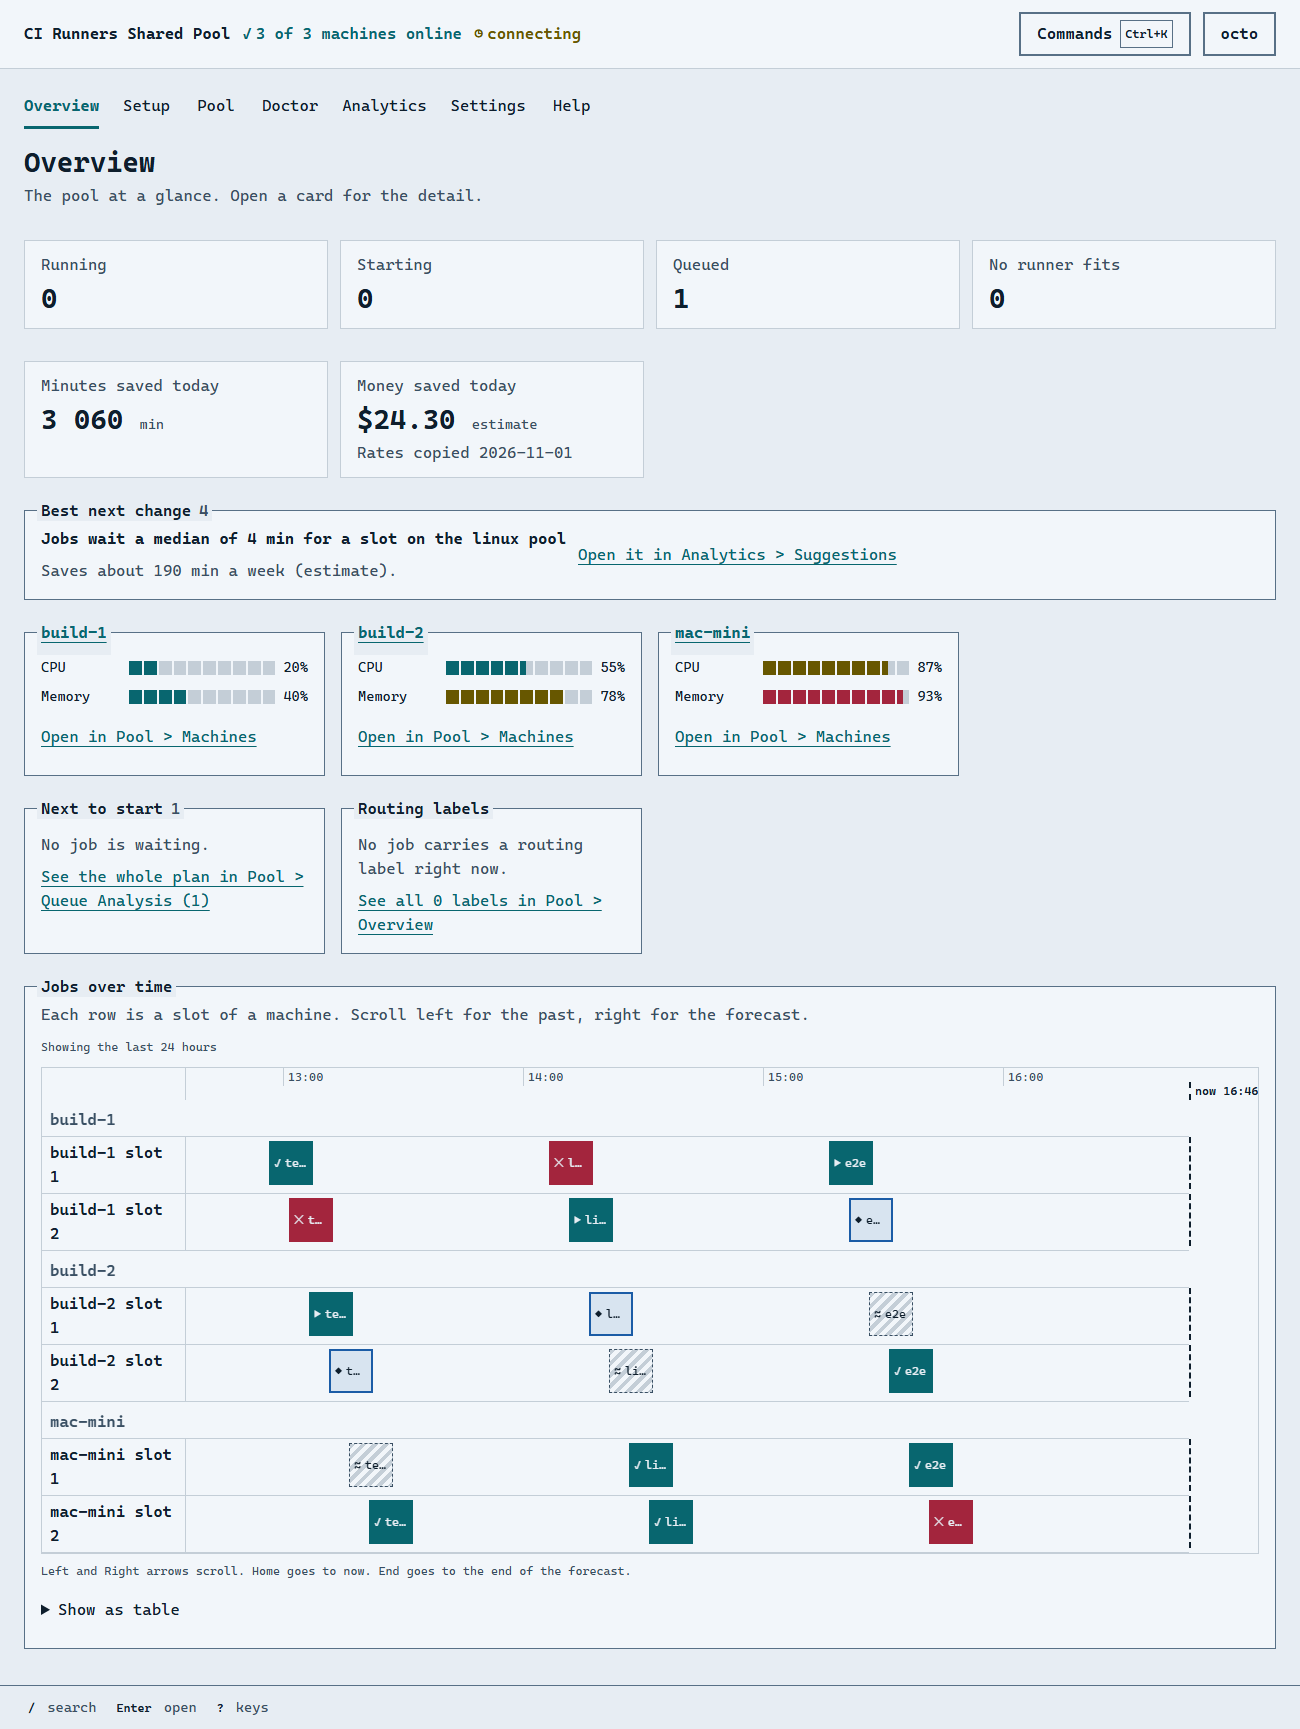 CI Runners Shared Pool ✓ 3 of 3 machines online connecting Commands Ctrl+K octo
Overview Setup Pool Doctor Analytics Settings Help
Overview
The pool at a glance. Open a card for the detail.
Running Starting Queued No runner fits
0 0 1 0
Minutes saved today Money saved today
3 060 min $24.30 estimate
Rates copied 2026-11-01
Best next change 4
Jobs wait a median of 4 min for a slot on the linux pool
Open it in Analytics > Suggestions
Saves about 190 min a week (estimate).
build-1 build-2 mac-mini
CPU 20% CPU 55% CPU 87%
Memory 40% Memory 78% Memory 93%
Open in Pool > Machines Open in Pool > Machines Open in Pool > Machines
Next to start 1 Routing labels
No job is waiting.
See the whole plan in Pool >
Queue Analysis (1)
No job carries a routing
label right now.
See all 0 labels in Pool >
Overview
Jobs over time
Each row is a slot of a machine. Scroll left for the past, right for the forecast.
Showing the last 24 hours
13:00 14:00 15:00 16:00
now 16:46
build-1
build-1 slot
1
✓ te… × l… ▶ e2e
build-1 slot
2
× t… ▶ li… ◆ e…
build-2
build-2 slot
1
▶ te… ◆ l… ≈ e2e
build-2 slot
2
◆ t… ≈ li… ✓ e2e
mac-mini
mac-mini slot
1
≈ te… ✓ li… ✓ e2e
mac-mini slot
2
✓ te… ✓ li… × e…
Left and Right arrows scroll. Home goes to now. End goes to the end of the forecast.
▶ Show as table
/ search Enter open ? keys